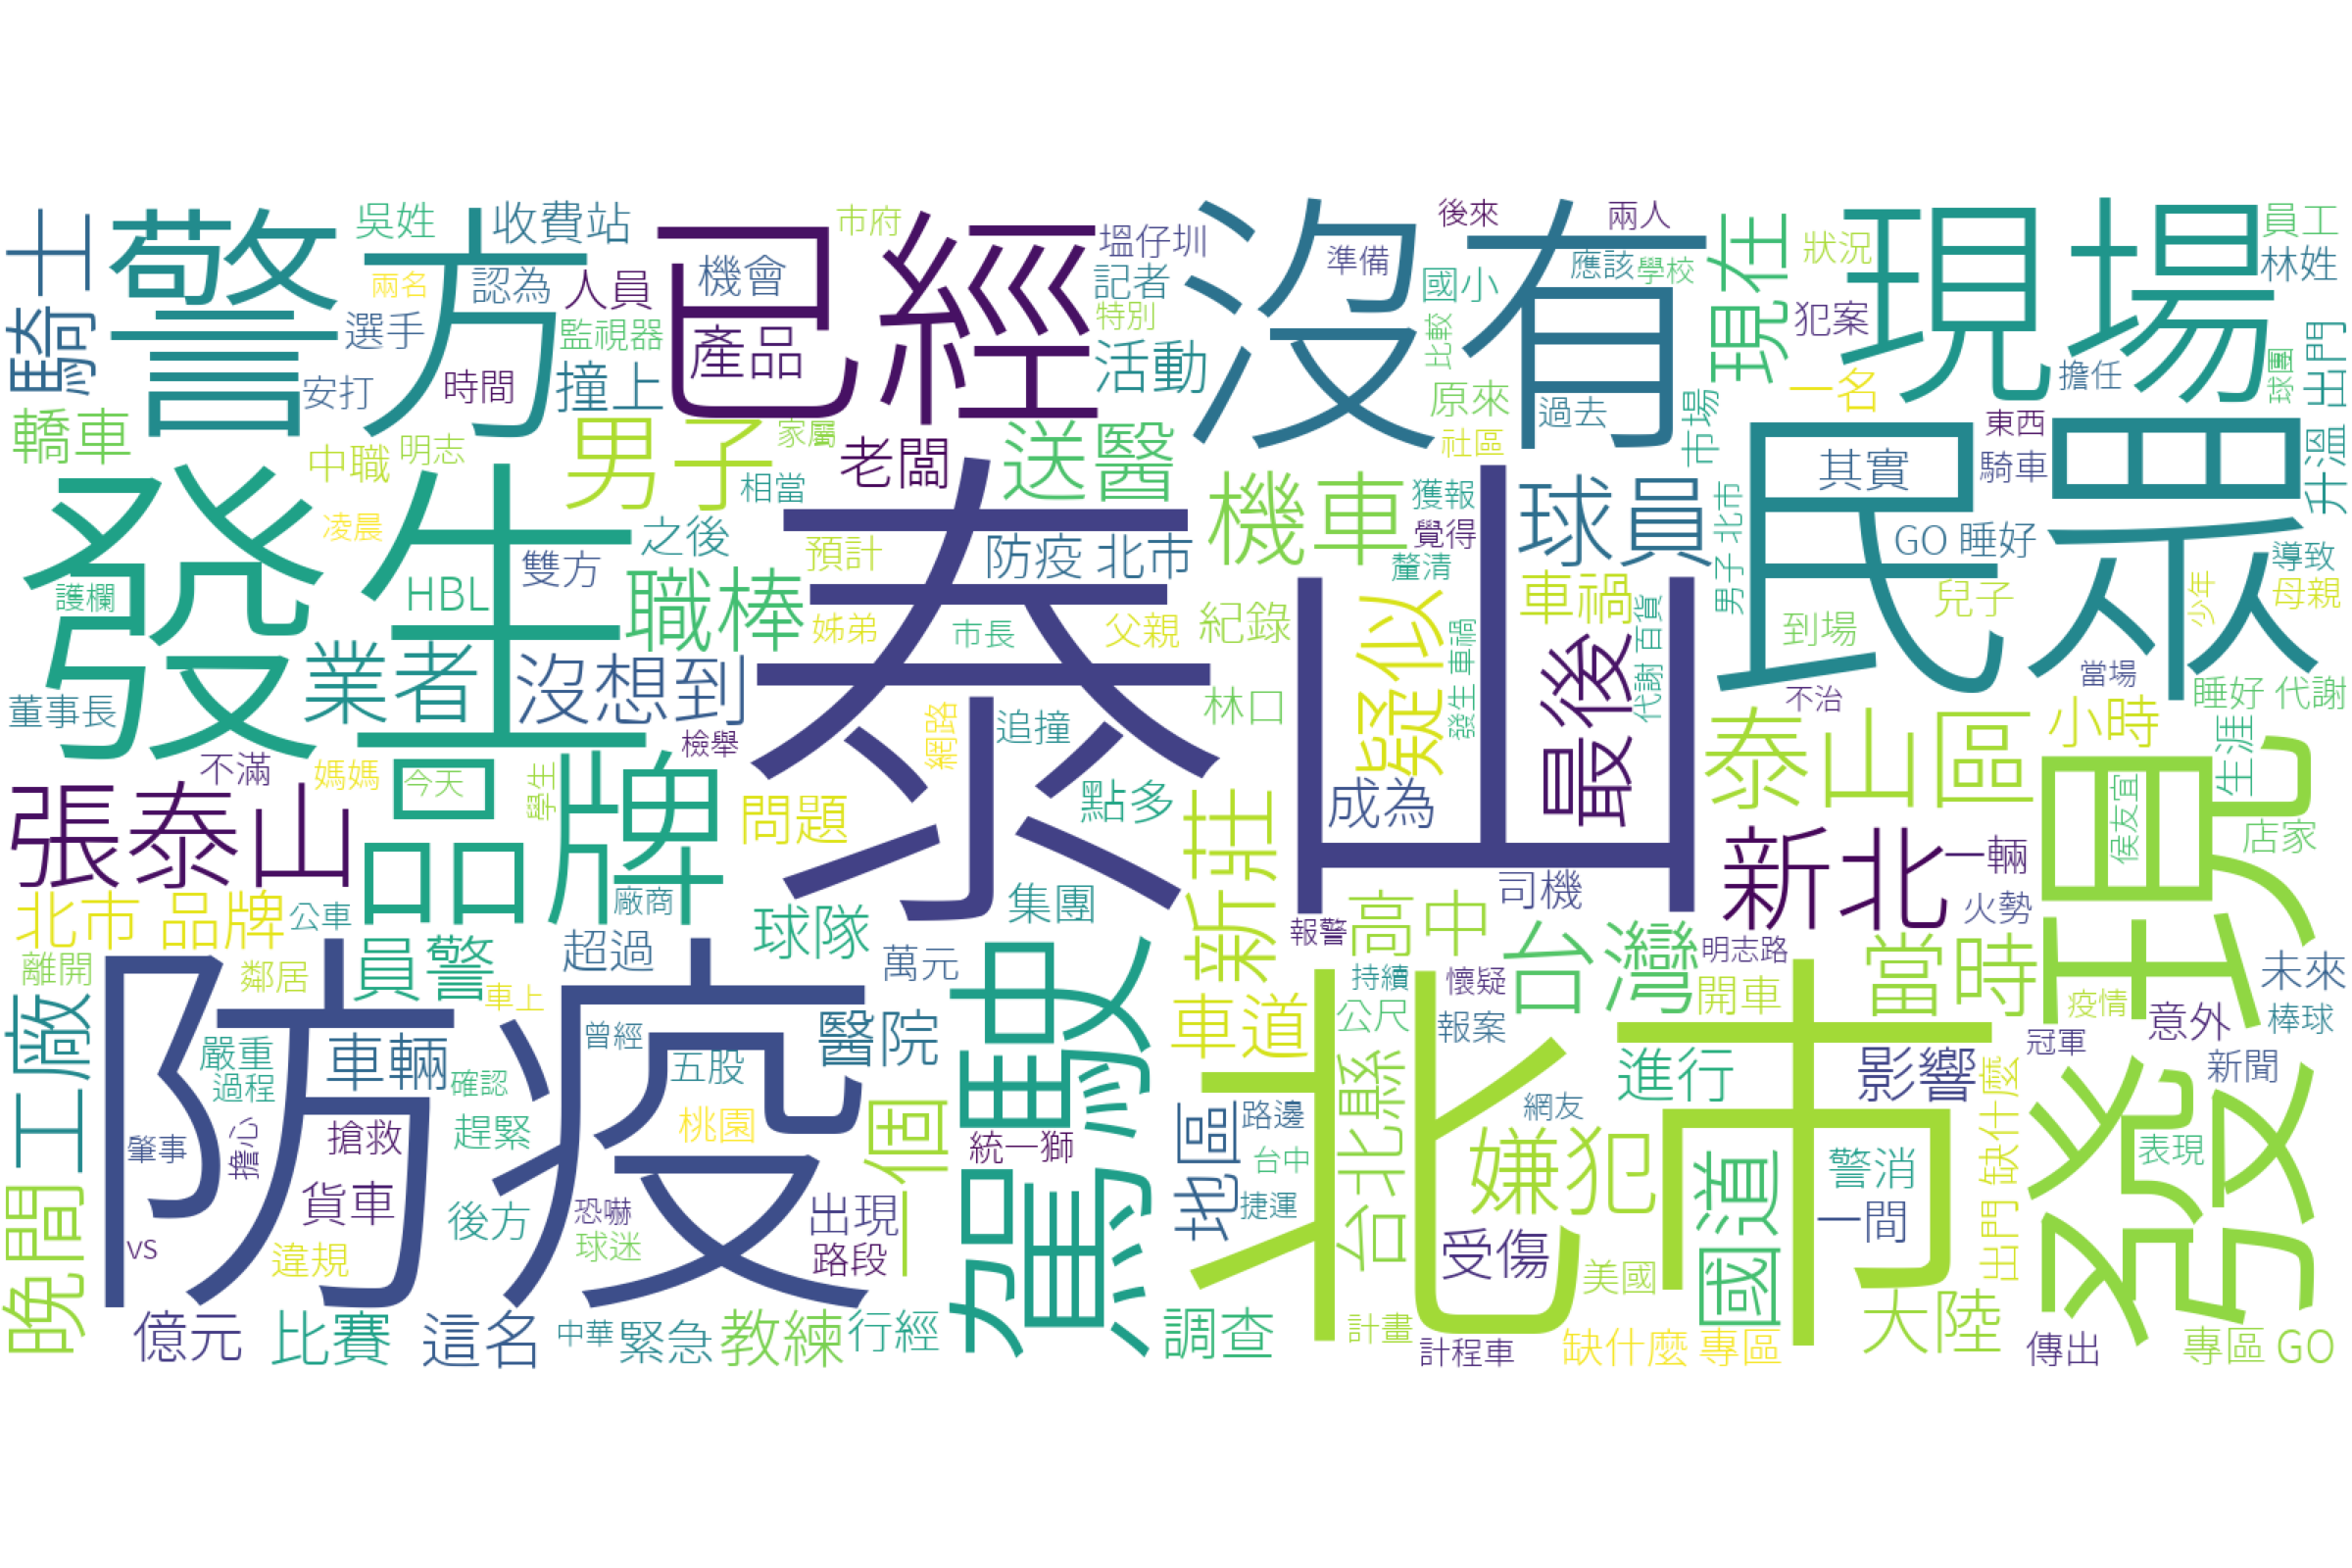 騎士
警方
吳姓
收費站
兩名
認為
人員
選手
監視器
安打
時間
撞上
轎車
中職
明志
男子
家屬
市府
已經
機會
產品
老闆
相當
塭仔圳
記者
特別
活動
送醫
沒有
後來
兩人
準備
國小
應該
學校
比較
原來
過去
社區
市場
現在
現場
狀況
犯案
一名
員工
林姓
擔任
球團
出門
東西
騎車
升溫
發生
凌晨
護欄
HBL
雙方
之後
職棒
預計
防疫 北市
機車
獲報
覺得
釐清
球員
男子 北市
民眾
其實
GO 睡好
導致
母親
少年
兒子
到場
當場
睡好 代謝
不治
業者
沒想到
董事長
檢舉
不滿
媽媽
今天
學生
姊弟
市長
父親
紀錄
林口
網路
追撞
泰山
點多
疑似
車禍
發生 車禍
代謝 百貨
最後
成為
泰山區
小時
生涯
侯友宜
店家
發現
張泰山
品牌
問題
廠商
集團
新莊
司機
新北
一輛
火勢
北市 品牌
公車
離開
鄰居
員警
超過
球隊
萬元
報警
高中
台灣
明志路
當時
未來
工廠
嚴重
過程
車輛
確認
車上
防疫
曾經
五股
醫院
駕駛
車道
持續
懷疑
公尺
報案
開車
冠軍
疫情
意外
棒球
肇事
擔心
搶救
趕緊
桃園
一個
統一獅
地區
路邊
台中
捷運
台北縣
北市
網友
進行
影響
新聞
嫌犯
國道
警消
缺什麼
出門
表現
晚間
VS
貨車
違規
後方
恐嚇
球迷
出現
路段
受傷
美國
一間
億元
比賽
這名
中華
緊急
教練
行經
調查
計畫
計程車
缺什麼 專區
大陸
傳出
專區 GO